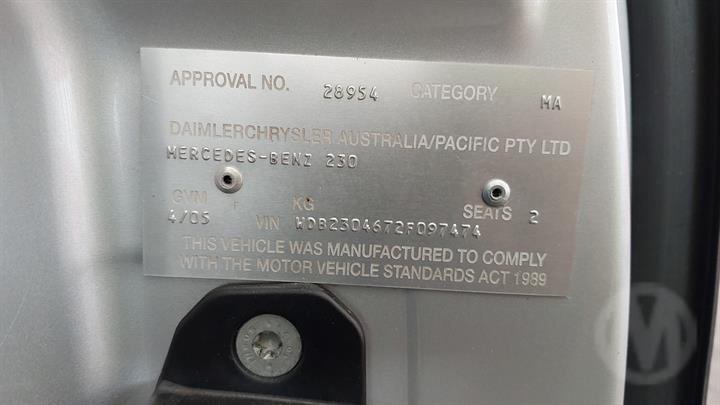 APPROVAL NO. 28954 CATEGORY MA
DAIMLERCHRYSLER AUSTRALIA/PACIFIC PTY LTD
MERCEDES-BENZ 230
GVM KG SEATS 2
4/05 VIN WDB2304672F097474
THIS VEHICLE WAS MANUFACTURED TO COMPLY
WITH THE MOTOR VEHICLE STANDARDS ACT 1989
M